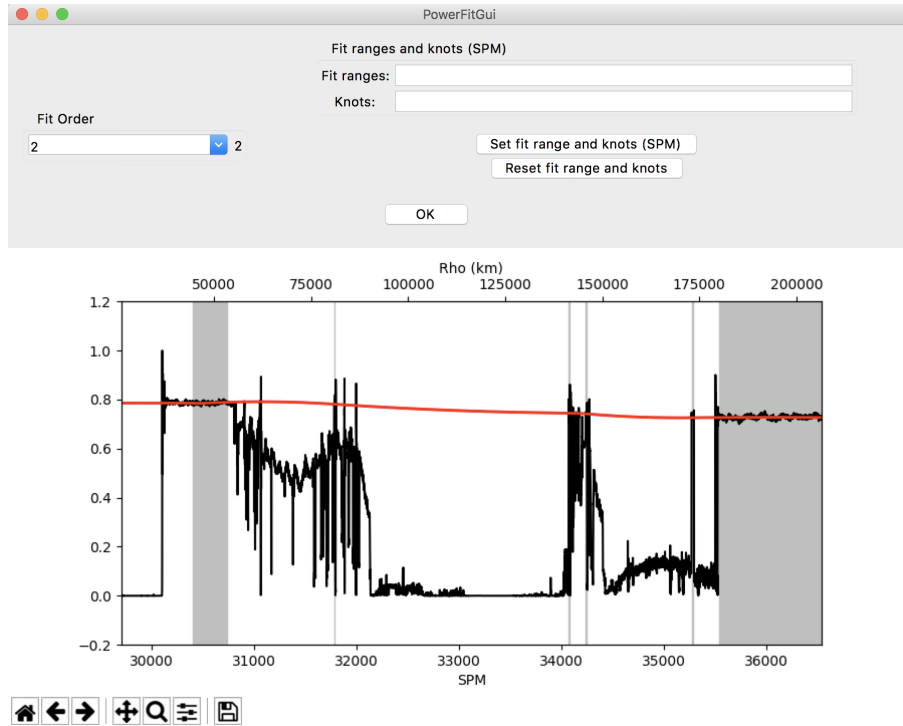 PowerFitGui
Fit ranges and knots (SPM)
Fit ranges:
Knots:
Fit Order
2 2
Set fit range and knots (SPM)
Reset fit range and knots
OK
Rho (km)
50000 75000 100000 125000 150000 175000 200000
1.2
1.0
0.8
0.6
0.4
0.2
0.0
−0.2
30000 31000 32000 33000 34000 35000 36000
SPM